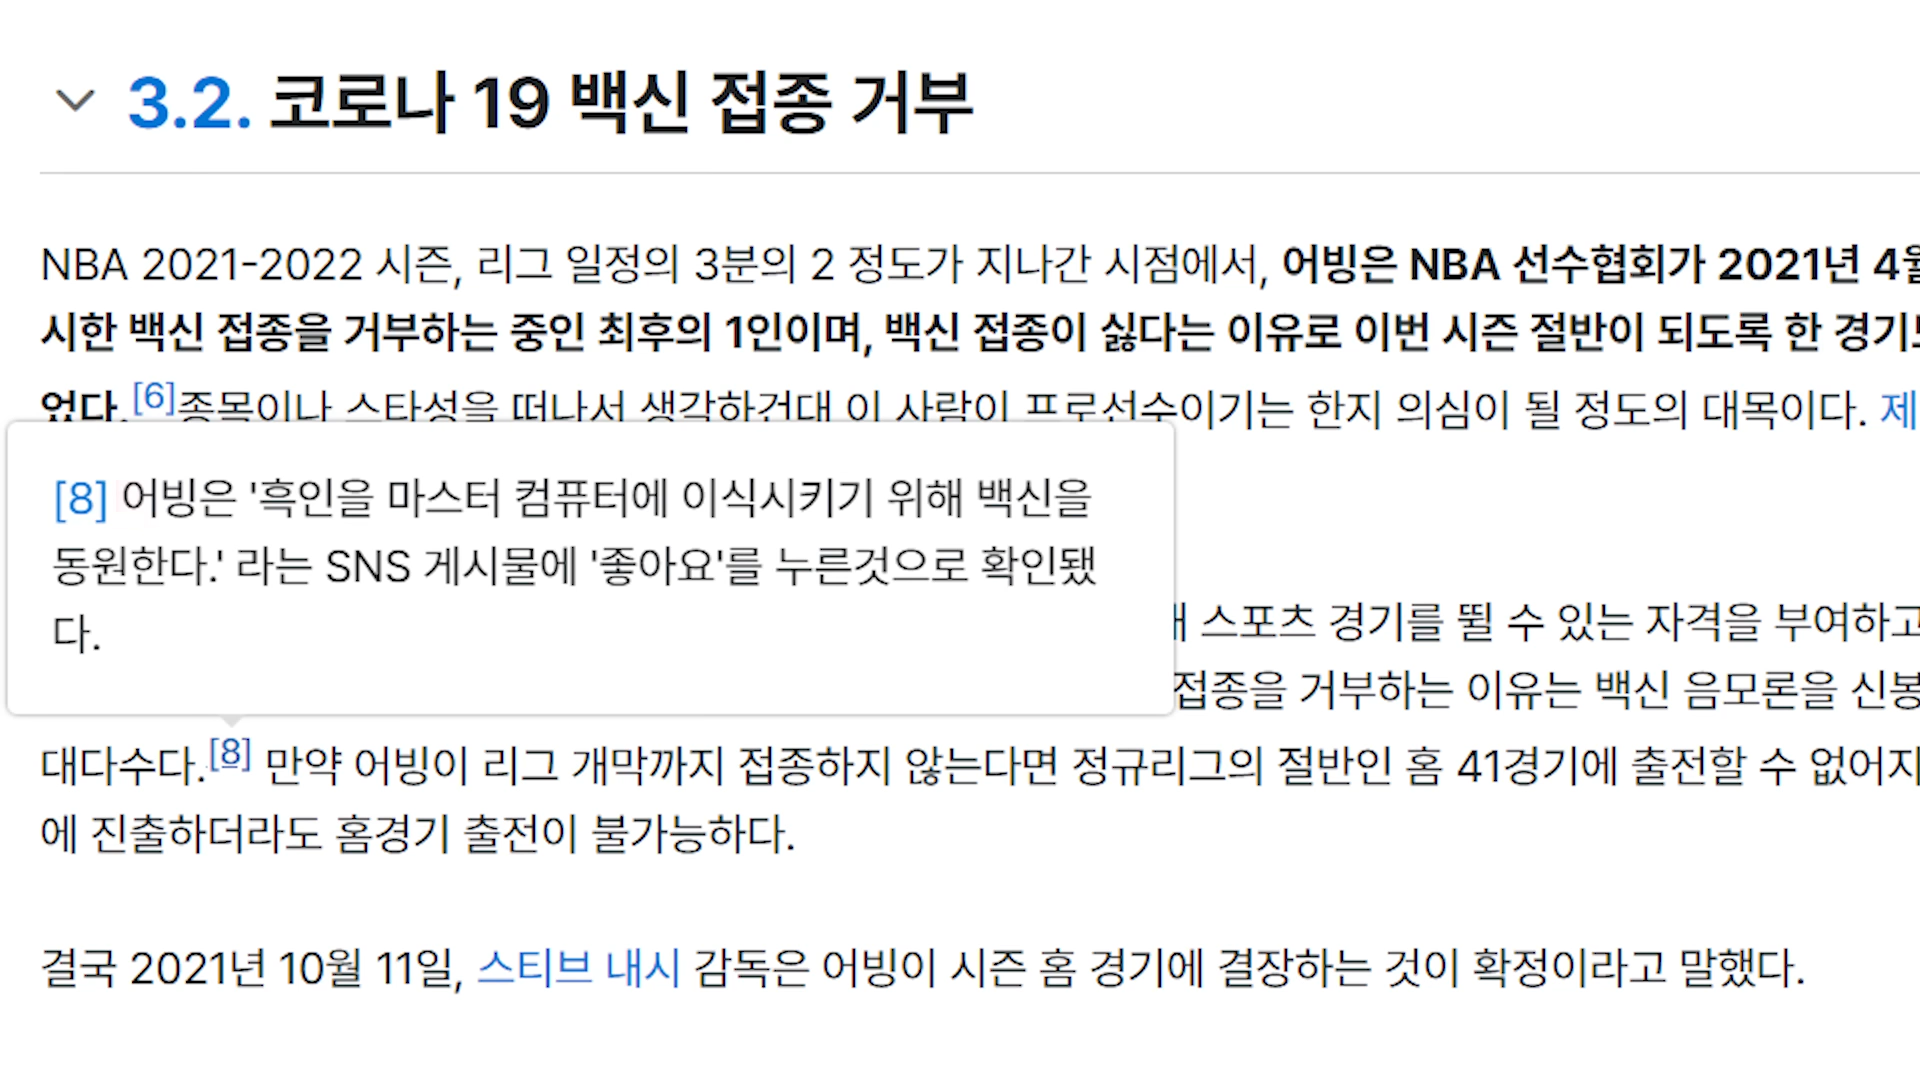 3.2. 코로나 19 백신 접종 거부
NBA 2021-2022 시즌, 리그 일정의 3분의 2 정도가 지나간 시점에서, 어빙은 NBA 선수협회가 2021년 4월
시한 백신 접종을 거부하는 중인 최후의 1인이며, 백신 접종이 싫다는 이유로 이번 시즌 절반이 되도록 한 경기도
었다.[6]종목이나 스타성을 떠나서 생각하건대 이 사람이 프로선수이기는 한지 의심이 될 정도의 대목이다. 제
[8] 어빙은 '흑인을 마스터 컴퓨터에 이식시키기 위해 백신을
동원한다.' 라는 SNS 게시물에 '좋아요'를 누른것으로 확인됐
다.
스포츠 경기를 뛸 수 있는 자격을 부여하고
접종을 거부하는 이유는 백신 음모론을 신봉
대다수다.[8] 만약 어빙이 리그 개막까지 접종하지 않는다면 정규리그의 절반인 홈 41경기에 출전할 수 없어지
에 진출하더라도 홈경기 출전이 불가능하다.
결국 2021년 10월 11일, 스티브 내시 감독은 어빙이 시즌 홈 경기에 결장하는 것이 확정이라고 말했다.